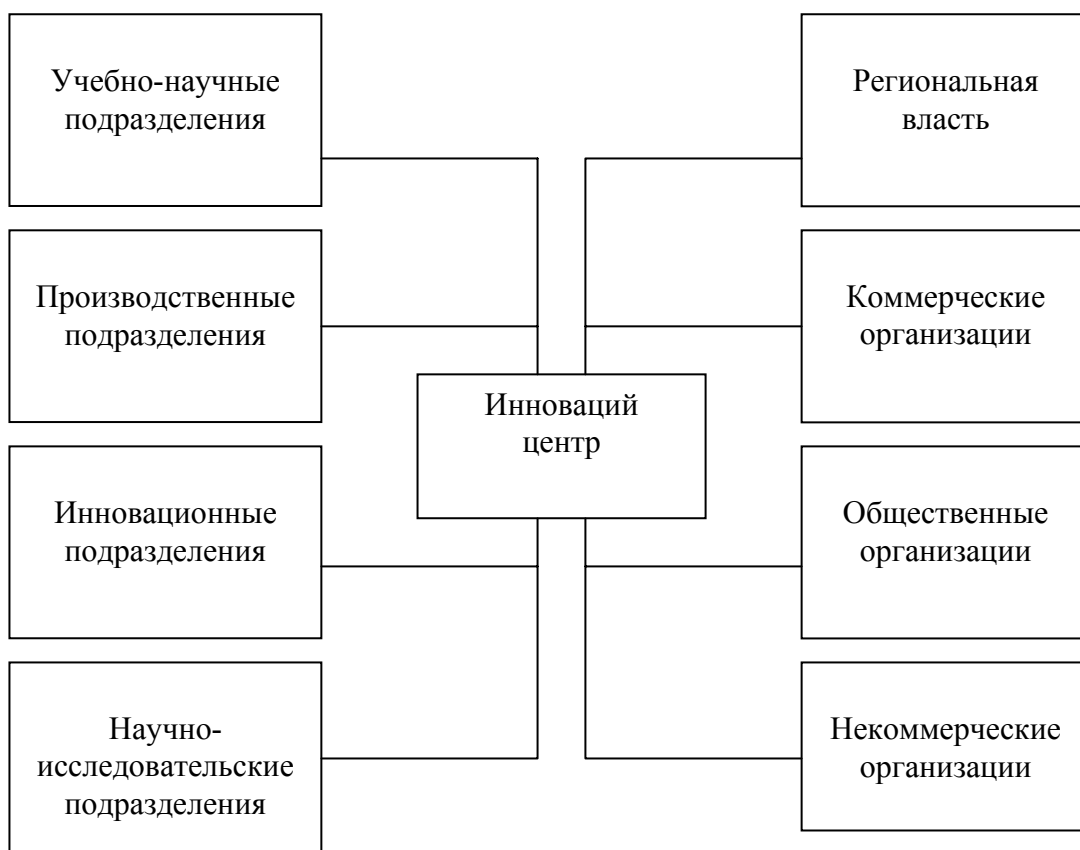 Учебно-научные
подразделения
Региональная
власть
Производственные
подразделения
Коммерческие
организации
Инноваций
центр
Инновационные
подразделения
Общественные
организации
Научно-
исследовательские
подразделения
Некоммерческие
организации